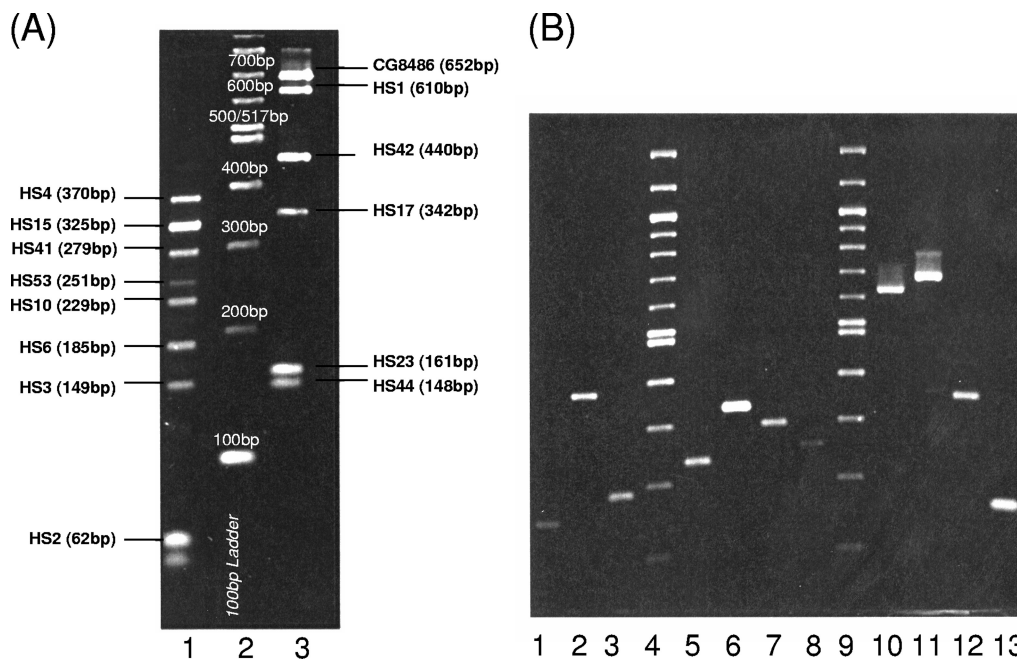 (A)
(B)
700bp
600bp
500/517bp
400bp
300bp
200bp
100bp
100bp Ladder
HS4 (370bp)
HS15 (325bp)
HS41 (279bp)
HS53 (251bp)
HS10 (229bp)
HS6 (185bp)
HS3 (149bp)
HS2 (62bp)
CG8486 (652bp)
HS1 (610bp)
HS42 (440bp)
HS17 (342bp)
HS23 (161bp)
HS44 (148bp)
1 2 3
1 2 3 4 5 6 7 8 9 10 11 12 13